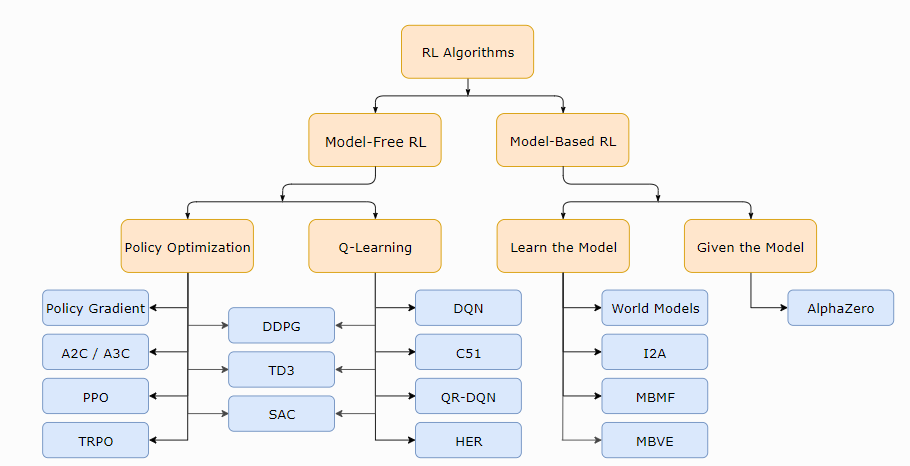 RL Algorithms
Model-Free RL
Model-Based RL
Policy Optimization
Q-Learning
Learn the Model
Given the Model
Policy Gradient
A2C / A3C
PPO
TRPO
DDPG
TD3
SAC
DQN
C51
QR-DQN
HER
World Models
I2A
MBMF
MBVE
AlphaZero